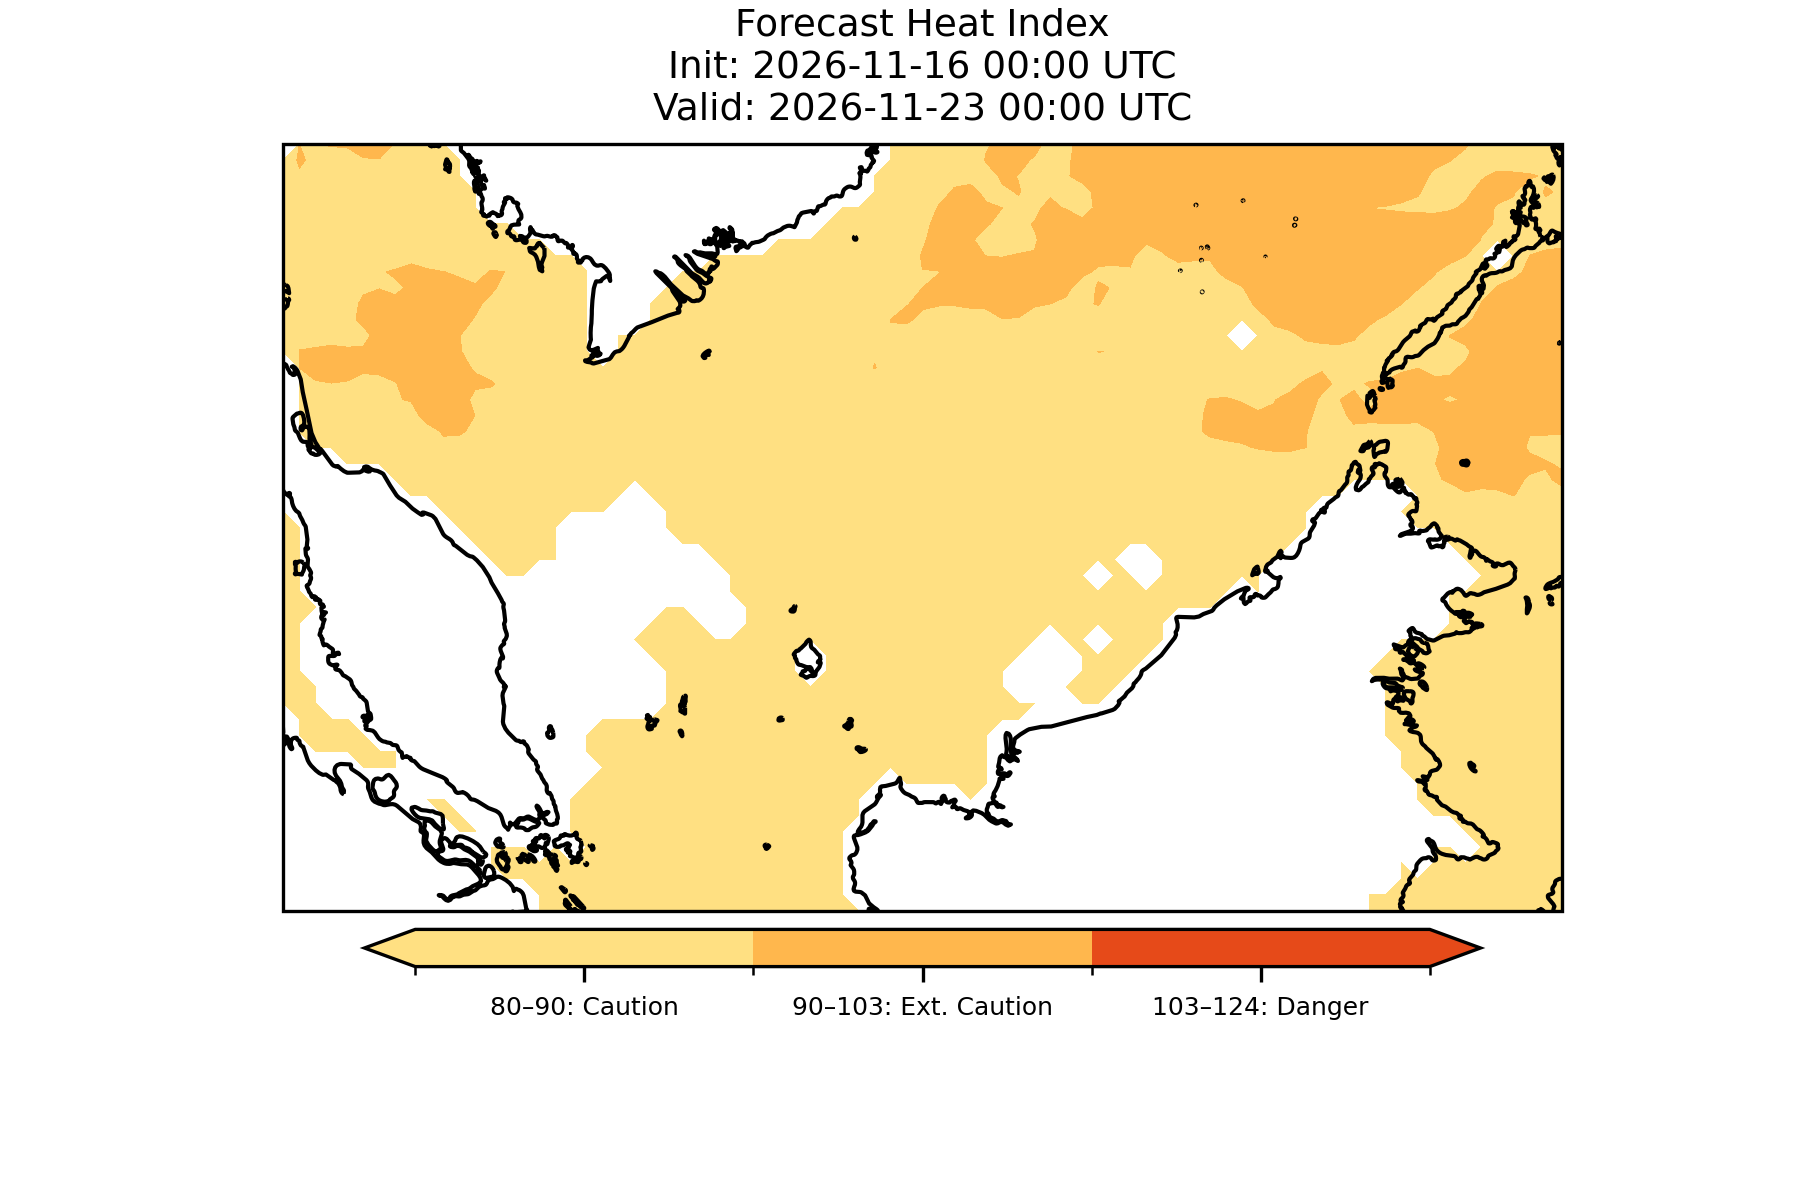 Forecast Heat Index
Init: 2026-11-16 00:00 UTC
Valid: 2026-11-23 00:00 UTC
80–90: Caution
90–103: Ext. Caution
103–124: Danger